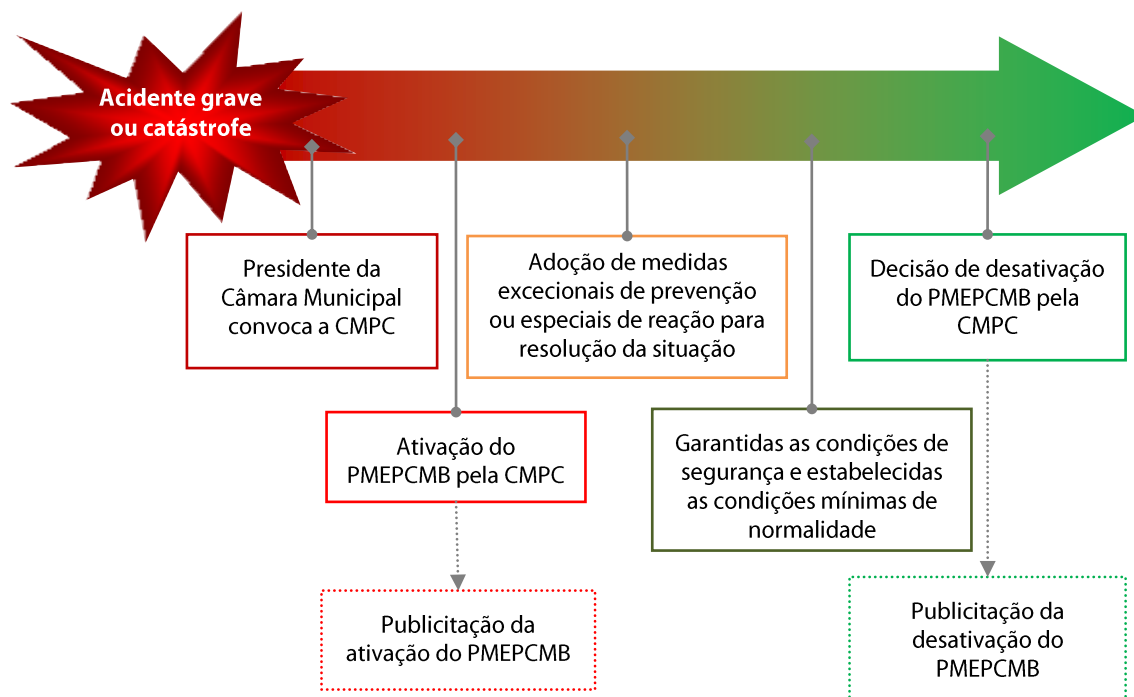 Acidente grave
ou catástrofe
Presidente da
Câmara Municipal
convoca a CMPC
Ativação do
PMEPCMB pela CMPC
Publicitação da
ativação do PMEPCMB
Adoção de medidas
excecionais de prevenção
ou especiais de reação para
resolução da situação
Garantidas as condições de
segurança e estabelecidas
as condições mínimas de
normalidade
Decisão de desativação
do PMEPCMB pela
CMPC
Publicitação da
desativação do
PMEPCMB